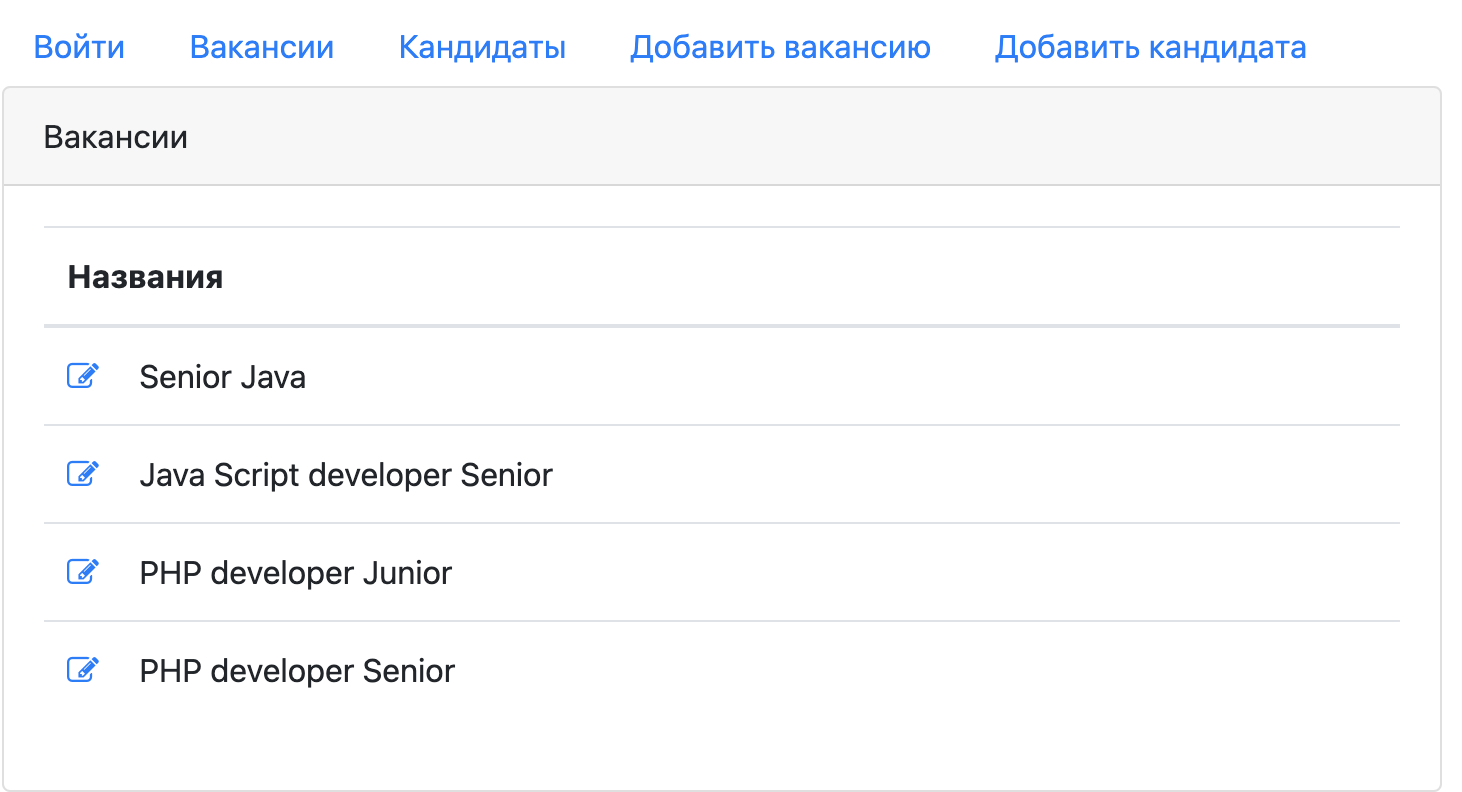 Войти Вакансии Кандидаты Добавить вакансию Добавить кандидата
Вакансии
Названия
Senior Java
Java Script developer Senior
PHP developer Junior
PHP developer Senior